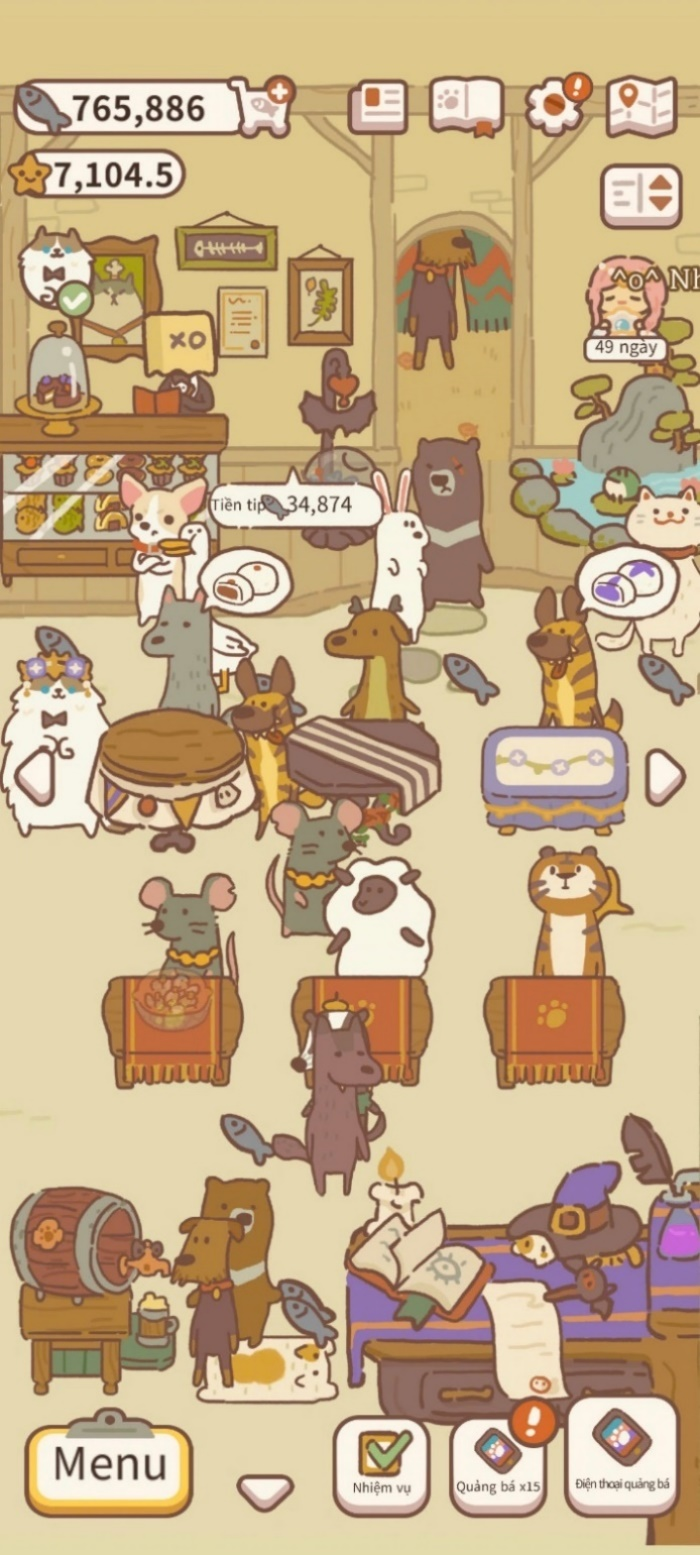 765,886
7,104.5
^o^ Nh
XO
49 ngày
Tiền tip 34,874
Menu
Nhiệm vụ
Quảng bá x15
Điện thoại quảng bá